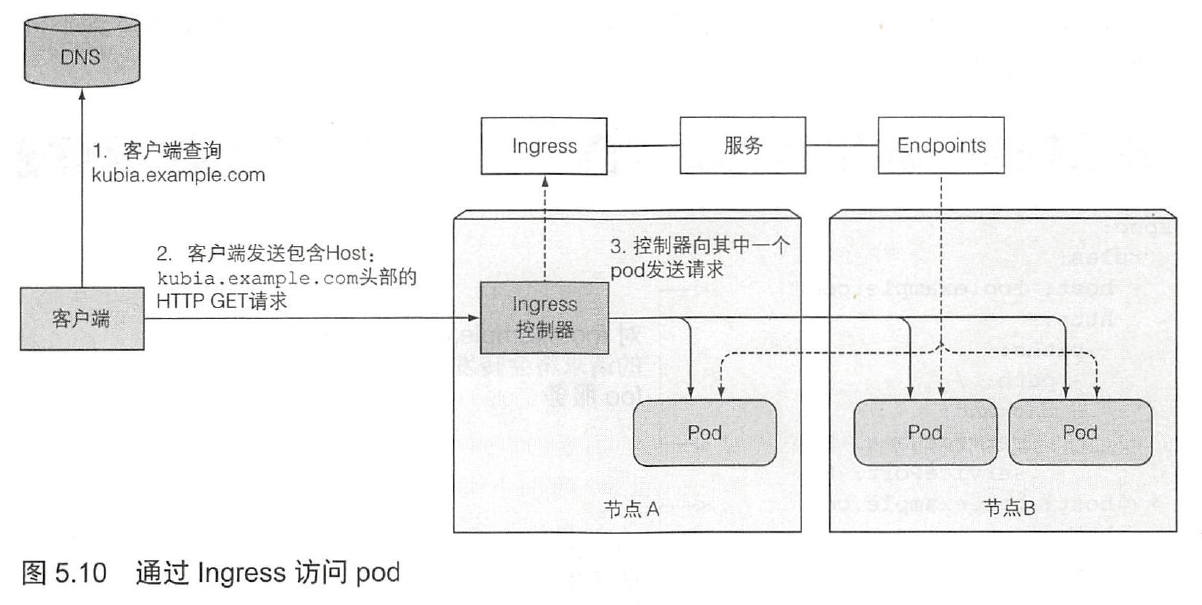 DNS
1. 客户端查询
kubia.example.com
Ingress
服务
Endpoints
2. 客户端发送包含Host：
kubia.example.com头部的
HTTP GET请求
3. 控制器向其中一个
pod发送请求
客户端
Ingress
控制器
Pod
Pod
Pod
节点A
节点B
图 5.10 通过 Ingress 访问 pod